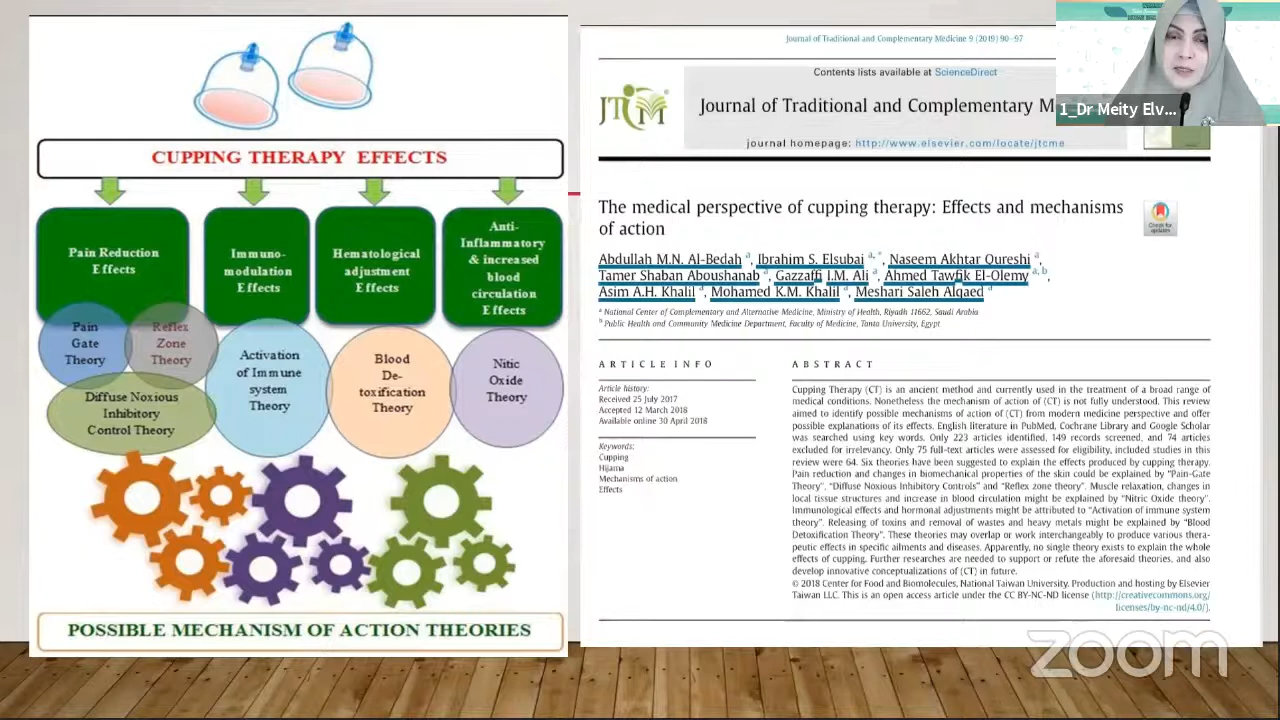 CUPPING THERAPY EFFECTS
Pain Reduction
Effects
Immuno-
modulation
Effects
Hematological
adjustment
Effects
Anti-
Inflammatory
& increased
blood
circulation
Effects
Pain
Gate
Theory
Reflex
Zone
Theory
Diffuse Noxious
Inhibitory
Control Theory
Activation
of Immune
system
Theory
Blood
De-
toxification
Theory
Nitic
Oxide
Theory
POSSIBLE MECHANISM OF ACTION THEORIES
Journal of Traditional and Complementary Medicine 9 (2019) 90-97
Contents lists available at ScienceDirect
JTCM
Journal of Traditional and Complementary M
journal homepage: http://www.elsevier.com/locate/jtcme
1_Dr Meity Elv...
The medical perspective of cupping therapy: Effects and mechanisms
of action
Check for
updates
Abdullah M.N. Al-Bedah a, Ibrahim S. Elsubai a, *, Naseem Akhtar Qureshi a,
Tamer Shaban Aboushanab a, Gazzaffi I.M. Ali a, Ahmed Tawfik El-Olemy a, b,
Asim A.H. Khalil a, Mohamed K.M. Khalil a, Meshari Saleh Alqaed a
a National Center of Complementary and Alternative Medicine, Ministry of Health, Riyadh 11662, Saudi Arabia
b Public Health and Community Medicine Department, Faculty of Medicine, Tanta University, Egypt
ARTICLE INFO
Article history:
Received 25 July 2017
Accepted 12 March 2018
Available online 30 April 2018
Keywords:
Cupping
Hijama
Mechanisms of action
Effects
ABSTRACT
Cupping Therapy (CT) is an ancient method and currently used in the treatment of a broad range of
medical conditions. Nonetheless the mechanism of action of (CT) is not fully understood. This review
aimed to identify possible mechanisms of action of (CT) from modern medicine perspective and offer
possible explanations of its effects. English literature in PubMed, Cochrane Library and Google Scholar
was searched using key words. Only 223 articles identified, 149 records screened, and 74 articles
excluded for irrelevancy. Only 75 full-text articles were assessed for eligibility, included studies in this
review were 64. Six theories have been suggested to explain the effects produced by cupping therapy.
Pain reduction and changes in biomechanical properties of the skin could be explained by "Pain-Gate
Theory", "Diffuse Noxious Inhibitory Controls" and "Reflex zone theory". Muscle relaxation, changes in
local tissue structures and increase in blood circulation might be explained by "Nitric Oxide theory".
Immunological effects and hormonal adjustments might be attributed to "Activation of immune system
theory". Releasing of toxins and removal of wastes and heavy metals might be explained by "Blood
Detoxification Theory". These theories may overlap or work interchangeably to produce various thera-
peutic effects in specific ailments and diseases. Apparently, no single theory exists to explain the whole
effects of cupping. Further researches are needed to support or refute the aforesaid theories, and also
develop innovative conceptualizations of (CT) in future.
© 2018 Center for Food and Biomolecules, National Taiwan University. Production and hosting by Elsevier
Taiwan LLC. This is an open access article under the CC BY-NC-ND license (http://creativecommons.org/
licenses/by-nc-nd/4.0/).
zoom